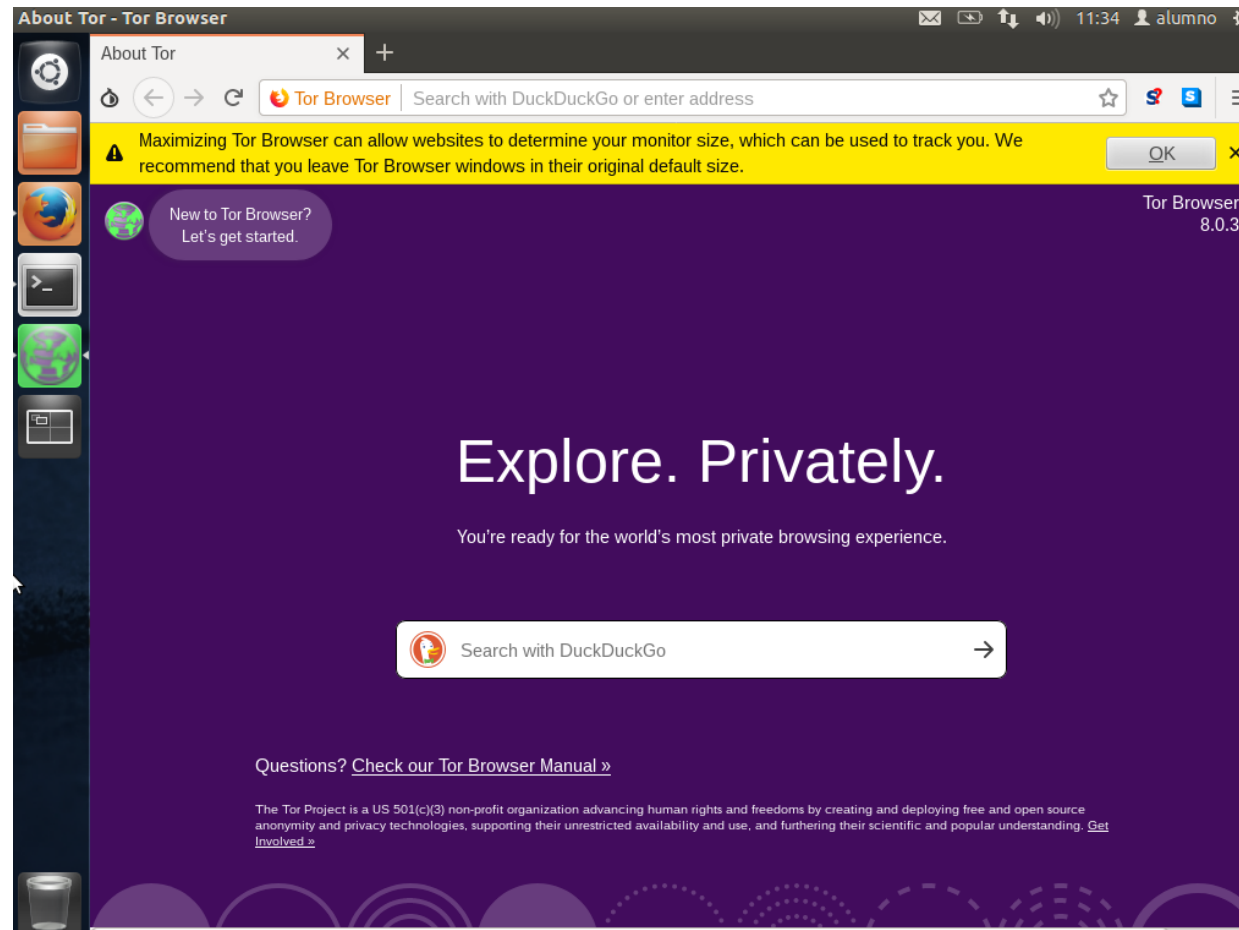 About Tor - Tor Browser
11:34 alumno
About Tor
Tor Browser Search with DuckDuckGo or enter address
Maximizing Tor Browser can allow websites to determine your monitor size, which can be used to track you. We
recommend that you leave Tor Browser windows in their original default size.
OK
New to Tor Browser?
Let's get started.
Tor Browser
8.0.3
Explore. Privately.
You're ready for the world's most private browsing experience.
Search with DuckDuckGo
Questions? Check our Tor Browser Manual »
The Tor Project is a US 501(c)(3) non-profit organization advancing human rights and freedoms by creating and deploying free and open source
anonymity and privacy technologies, supporting their unrestricted availability and use, and furthering their scientific and popular understanding. Get
Involved »